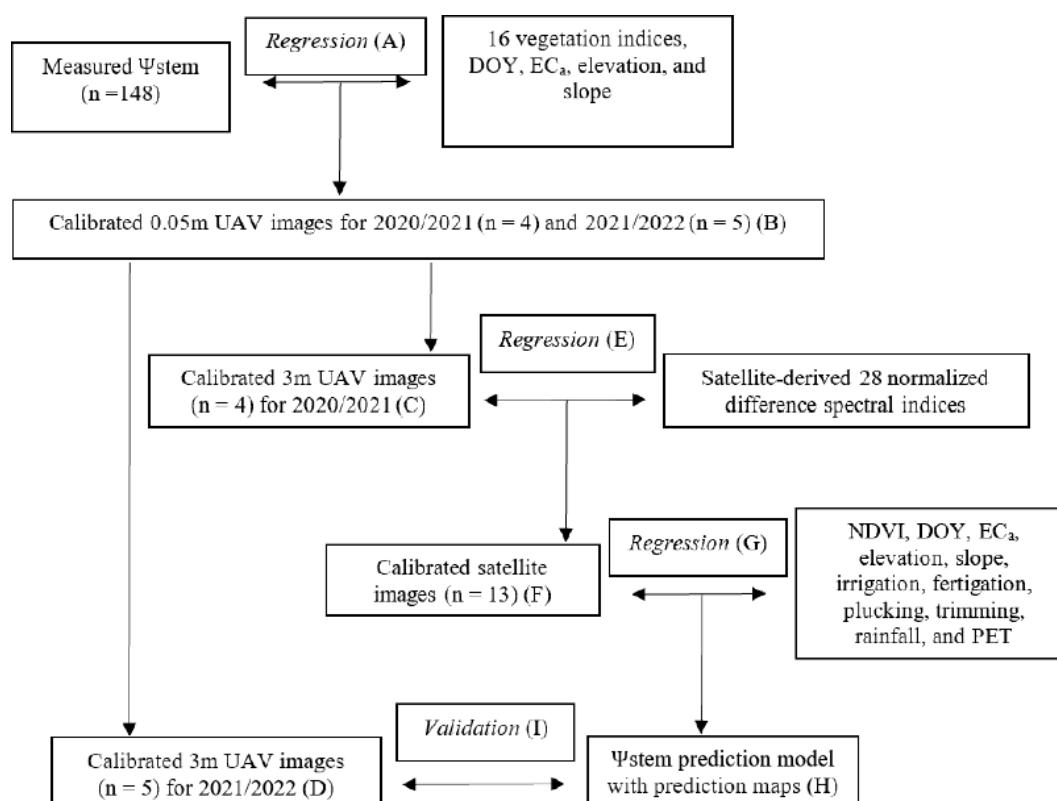 Measured Ψstem
(n =148)
Regression (A)
16 vegetation indices,
DOY, ECₐ, elevation, and
slope
Calibrated 0.05m UAV images for 2020/2021 (n = 4) and 2021/2022 (n = 5) (B)
Calibrated 3m UAV images
(n = 4) for 2020/2021 (C)
Regression (E)
Satellite-derived 28 normalized
difference spectral indices
Calibrated satellite
images (n = 13) (F)
Regression (G)
NDVI, DOY, ECₐ,
elevation, slope,
irrigation, fertigation,
plucking, trimming,
rainfall, and PET
Calibrated 3m UAV images
(n = 5) for 2021/2022 (D)
Validation (I)
Ψstem prediction model
with prediction maps (H)